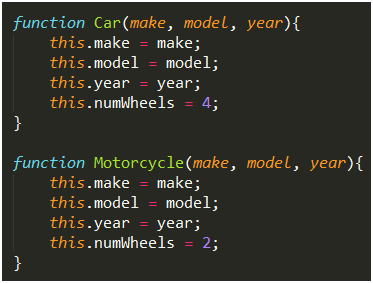 function Car(make, model, year){
    this.make = make;
    this.model = model;
    this.year = year;
    this.numWheels = 4;
}

function Motorcycle(make, model, year){
    this.make = make;
    this.model = model;
    this.year = year;
    this.numWheels = 2;
}